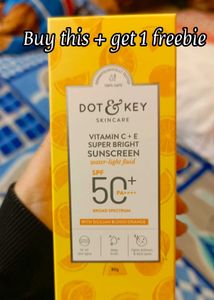 Buy this + get 1 freebie
DOT & KEY
SKINCARE
VITAMIN C + E
SUPER BRIGHT
SUNSCREEN
water-light fluid
SPF
50+
PA++++
BROAD SPECTRUM
WITH SICILIAN BLOOD ORANGE